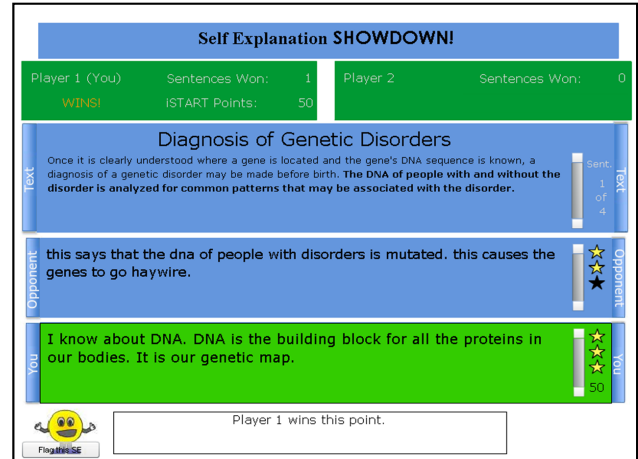 Self Explanation SHOWDOWN!
Player 1 (You) Sentences Won: 1
WINS! iSTART Points: 50
Player 2 Sentences Won: 0
Text
Diagnosis of Genetic Disorders
Once it is clearly understood where a gene is located and the gene's DNA sequence is known, a
diagnosis of a genetic disorder may be made before birth. The DNA of people with and without the
disorder is analyzed for common patterns that may be associated with the disorder.
Sent.
1
of
4
Text
Opponent
this says that the dna of people with disorders is mutated. this causes the
genes to go haywire.
Opponent
You
I know about DNA. DNA is the building block for all the proteins in
our bodies. It is our genetic map.
50
You
Flag this SE
Player 1 wins this point.